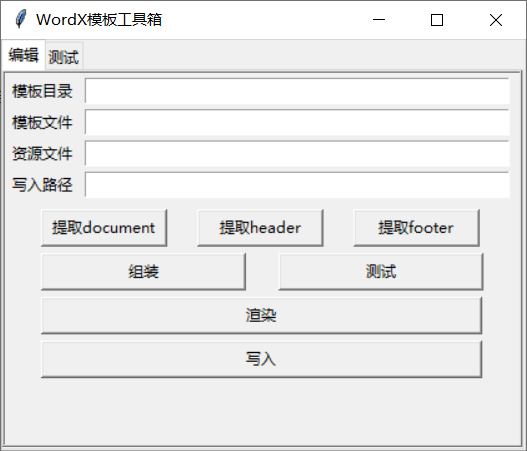 WordX模板工具箱
编辑 测试
模板目录
模板文件
资源文件
写入路径
提取document 提取header 提取footer
组装 测试
渲染
写入